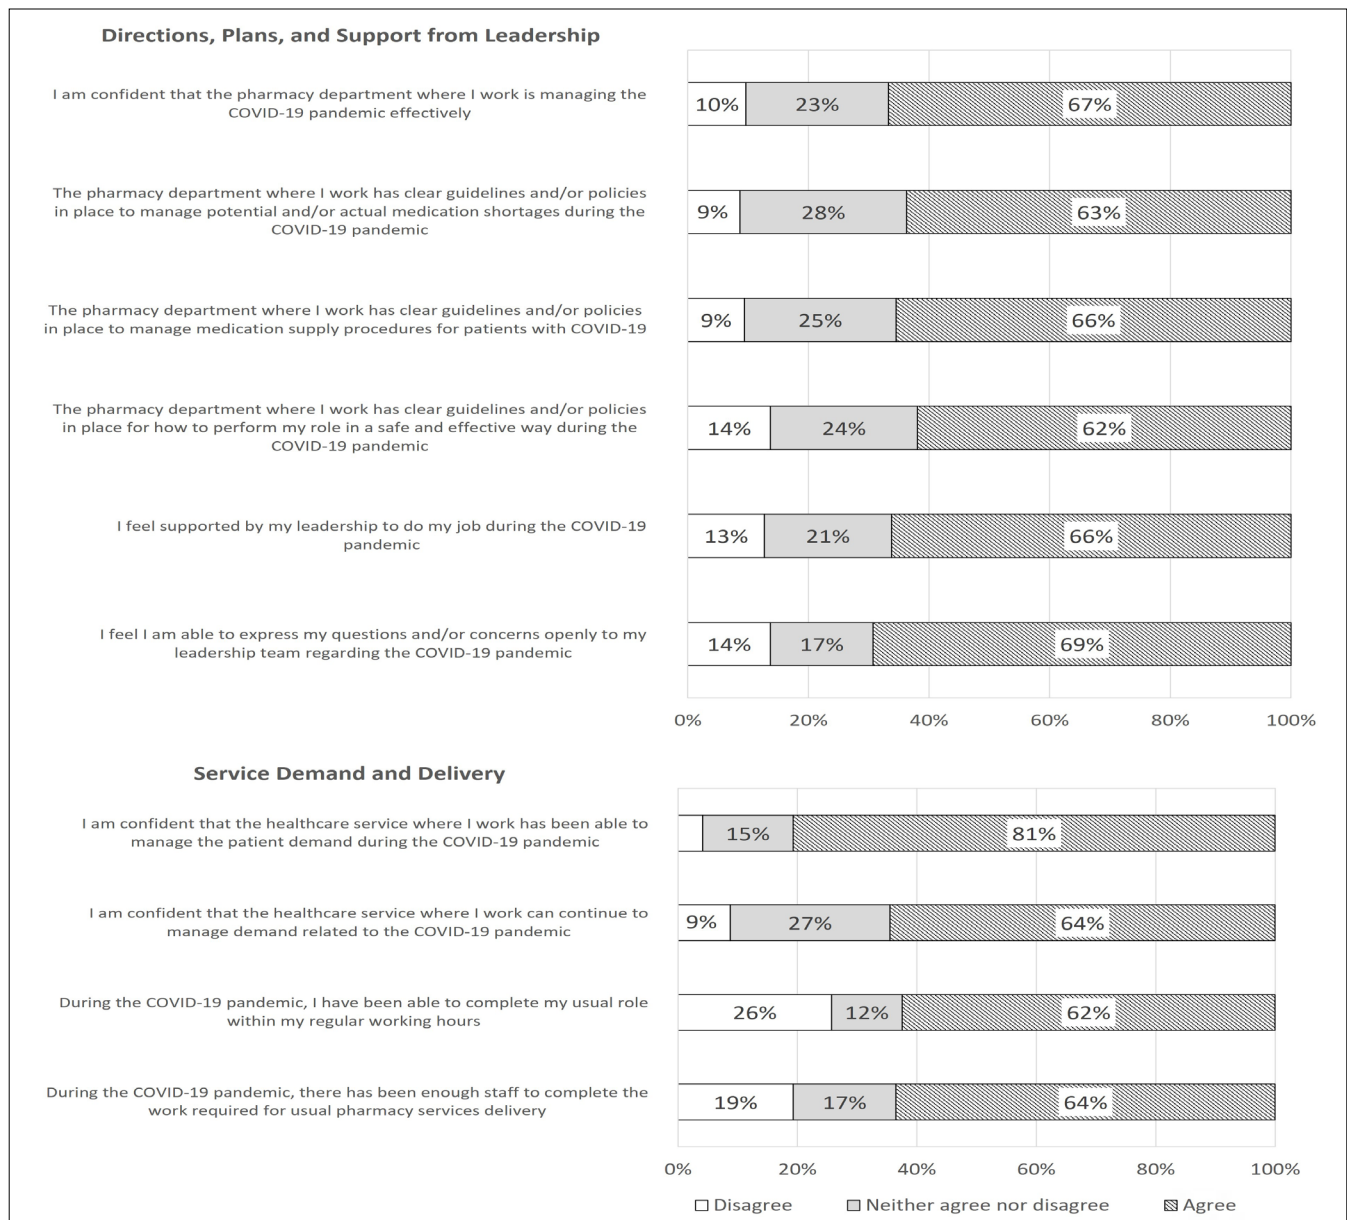 Directions, Plans, and Support from Leadership
I am confident that the pharmacy department where I work is managing the
COVID-19 pandemic effectively
10%
23%
67%
The pharmacy department where I work has clear guidelines and/or policies
in place to manage potential and/or actual medication shortages during the
COVID-19 pandemic
9%
28%
63%
The pharmacy department where I work has clear guidelines and/or policies
in place to manage medication supply procedures for patients with COVID-19
9%
25%
66%
The pharmacy department where I work has clear guidelines and/or policies
in place for how to perform my role in a safe and effective way during the
COVID-19 pandemic
14%
24%
62%
I feel supported by my leadership to do my job during the COVID-19
pandemic
13%
21%
66%
I feel I am able to express my questions and/or concerns openly to my
leadership team regarding the COVID-19 pandemic
14%
17%
69%
0% 20% 40% 60% 80% 100%
Service Demand and Delivery
I am confident that the healthcare service where I work has been able to
manage the patient demand during the COVID-19 pandemic
15%
81%
I am confident that the healthcare service where I work can continue to
manage demand related to the COVID-19 pandemic
9%
27%
64%
During the COVID-19 pandemic, I have been able to complete my usual role
within my regular working hours
26%
12%
62%
During the COVID-19 pandemic, there has been enough staff to complete the
work required for usual pharmacy services delivery
19%
17%
64%
0% 20% 40% 60% 80% 100%
Disagree
Neither agree nor disagree
Agree